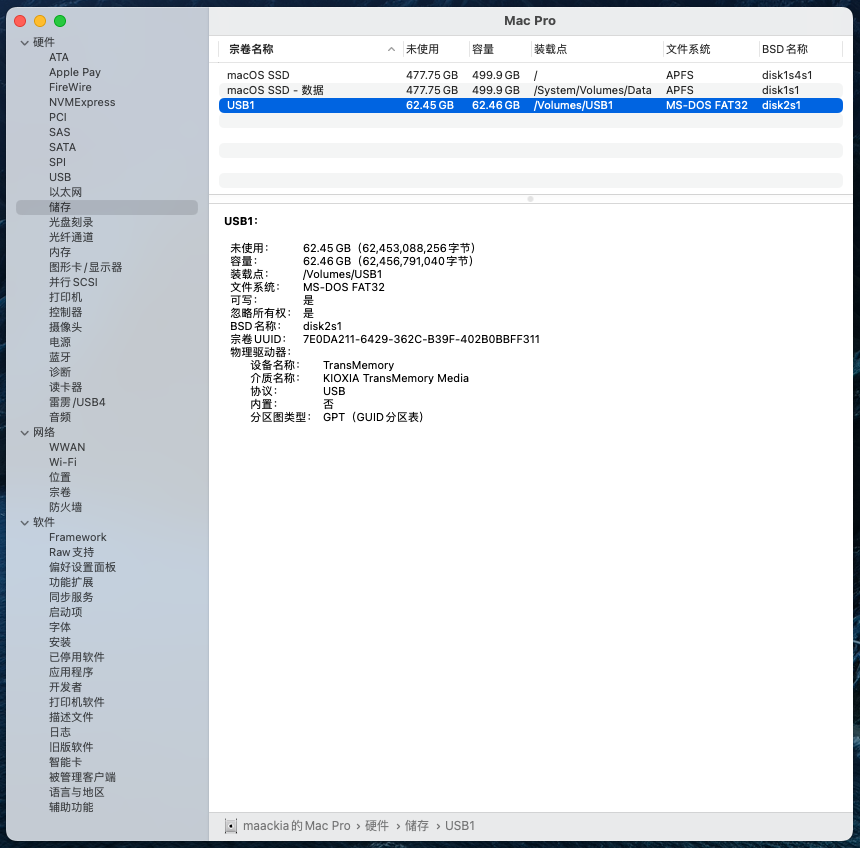 Mac Pro
硬件
ATA
Apple Pay
FireWire
NVMExpress
PCI
SAS
SATA
SPI
USB
以太网
储存
光盘刻录
光纤通道
内存
图形卡/显示器
并行SCSI
打印机
控制器
摄像头
电源
蓝牙
诊断
读卡器
雷雳/USB4
音频
网络
WWAN
Wi-Fi
位置
宗卷
防火墙
软件
Framework
Raw支持
偏好设置面板
功能扩展
同步服务
启动项
字体
安装
已停用软件
应用程序
开发者
打印机软件
描述文件
日志
旧版软件
智能卡
被管理客户端
语言与地区
辅助功能
宗卷名称 未使用 容量 装载点 文件系统 BSD名称
macOS SSD 477.75 GB 499.9 GB / APFS disk1s4s1
macOS SSD - 数据 477.75 GB 499.9 GB /System/Volumes/Data APFS disk1s1
USB1 62.45 GB 62.46 GB /Volumes/USB1 MS-DOS FAT32 disk2s1
USB1：
未使用： 62.45 GB（62,453,088,256字节）
容量： 62.46 GB（62,456,791,040字节）
装载点： /Volumes/USB1
文件系统： MS-DOS FAT32
可写： 是
忽略所有权： 是
BSD名称： disk2s1
宗卷UUID： 7E0DA211-6429-362C-B39F-402B0BBFF311
物理驱动器：
设备名称： TransMemory
介质名称： KIOXIA TransMemory Media
协议： USB
内置： 否
分区图类型： GPT（GUID分区表）
maackia的Mac Pro › 硬件 › 储存 › USB1